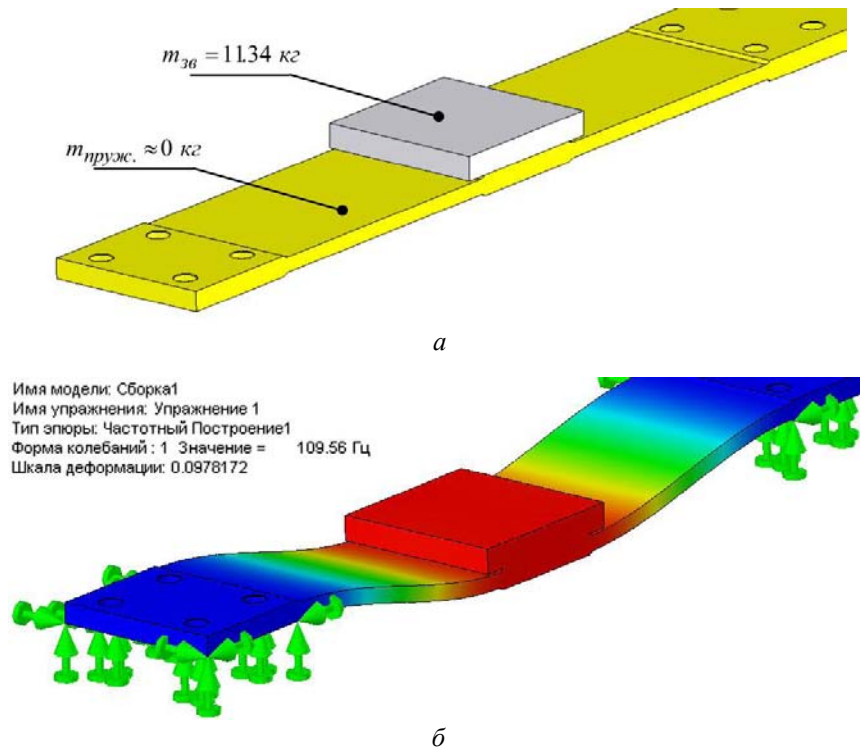 m_зв = 11.34 кг
m_пруж. ≈ 0 кг
а
Имя модели: Сборка1
Имя упражнения: Упражнение 1
Тип эпюры: Частотный Построение1
Форма колебаний : 1 Значение = 109.56 Гц
Шкала деформации: 0.0978172
б